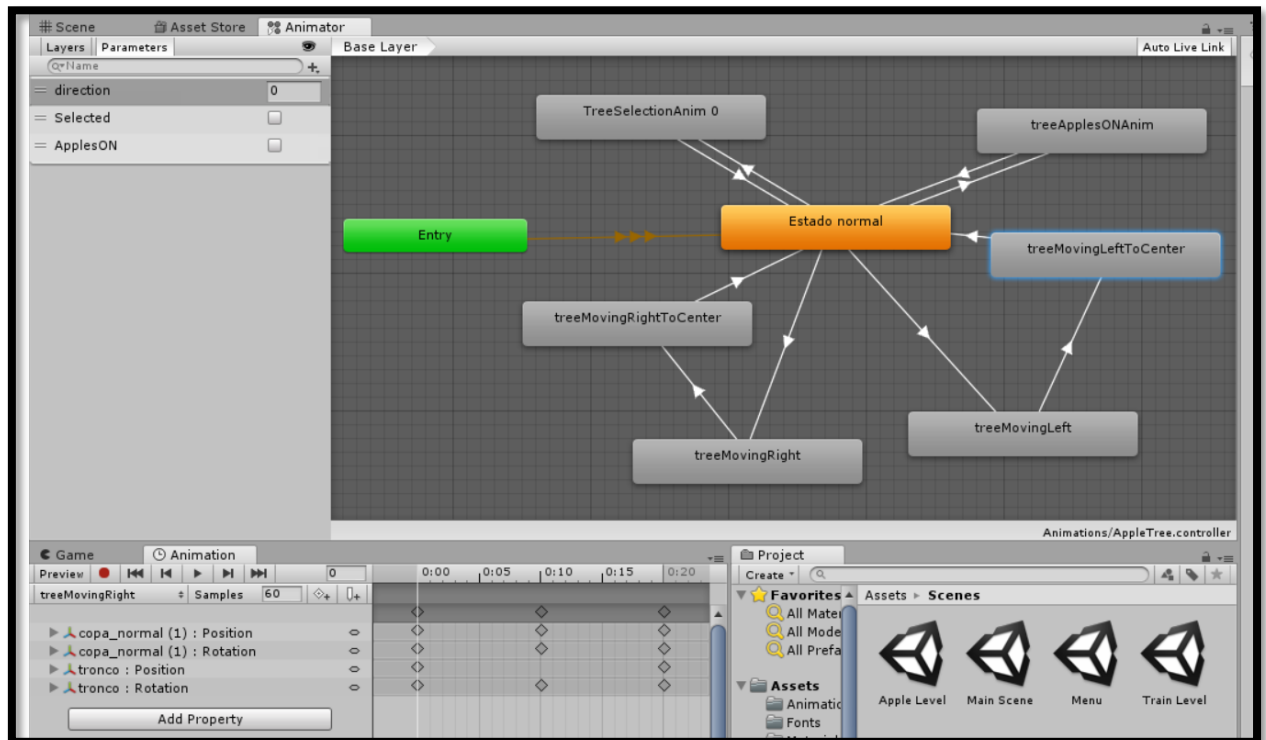 Scene
Asset Store
Animator
Layers
Parameters
Base Layer
Auto Live Link
Name
direction
0
Selected
ApplesON
TreeSelectionAnim 0
treeApplesONAnim
Estado normal
Entry
treeMovingLeftToCenter
treeMovingRightToCenter
treeMovingLeft
treeMovingRight
Animations/AppleTree.controller
Game
Animation
Preview
0
0:00
0:05
0:10
0:15
0:20
treeMovingRight
Samples
60
copa_normal (1) : Position
copa_normal (1) : Rotation
tronco : Position
tronco : Rotation
Add Property
Project
Create
Favorites
All Mater
All Mode
All Prefa
Assets
Animatic
Fonts
Assets
Scenes
Apple Level
Main Scene
Menu
Train Level